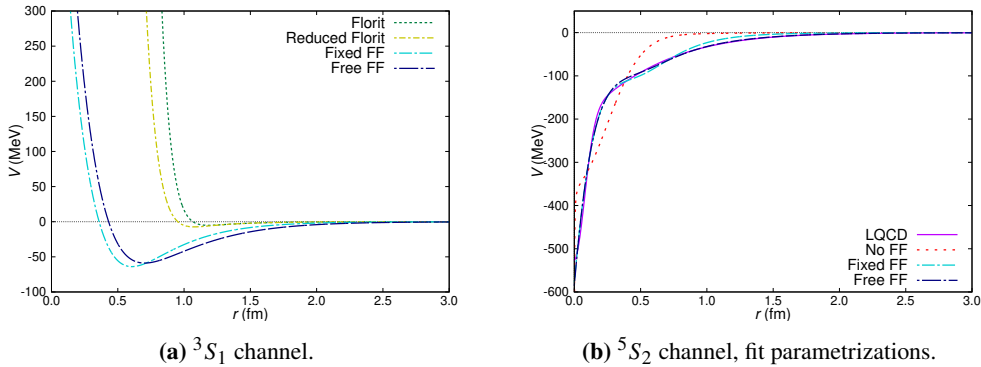 300
250
200
150
100
50
0
-50
-100
V (MeV)
Florit
Reduced Florit
Fixed FF
Free FF
0.0 0.5 1.0 1.5 2.0 2.5 3.0
r (fm)
(a) ³S₁ channel.
0
-100
-200
-300
-400
-500
-600
V (MeV)
LQCD
No FF
Fixed FF
Free FF
0.0 0.5 1.0 1.5 2.0 2.5 3.0
r (fm)
(b) ⁵S₂ channel, fit parametrizations.